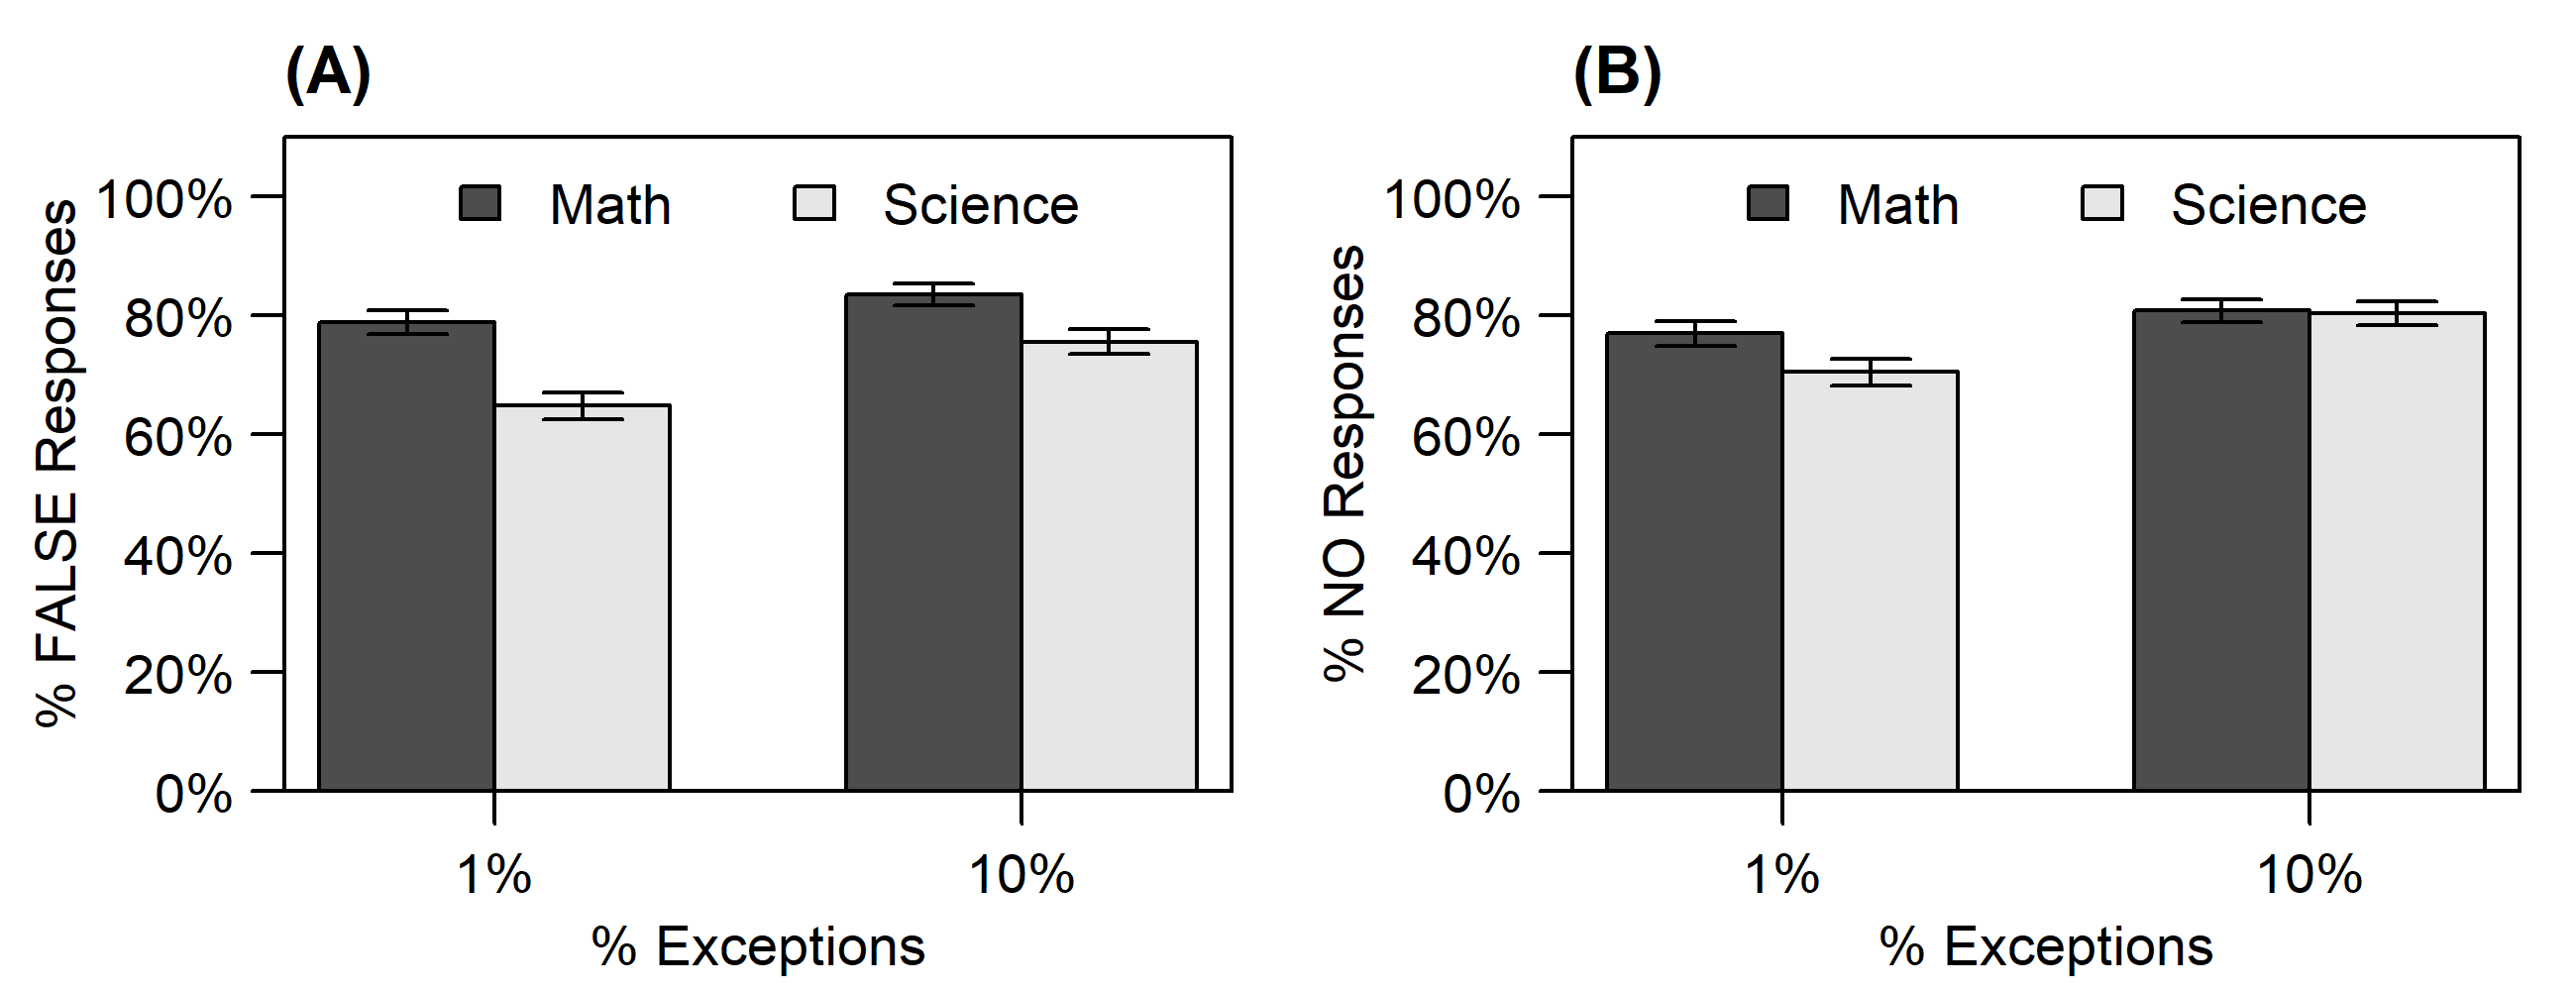 (A)
% FALSE Responses
100%
80%
60%
40%
20%
0%
Math
Science
1%
10%
% Exceptions
(B)
% NO Responses
100%
80%
60%
40%
20%
0%
Math
Science
1%
10%
% Exceptions